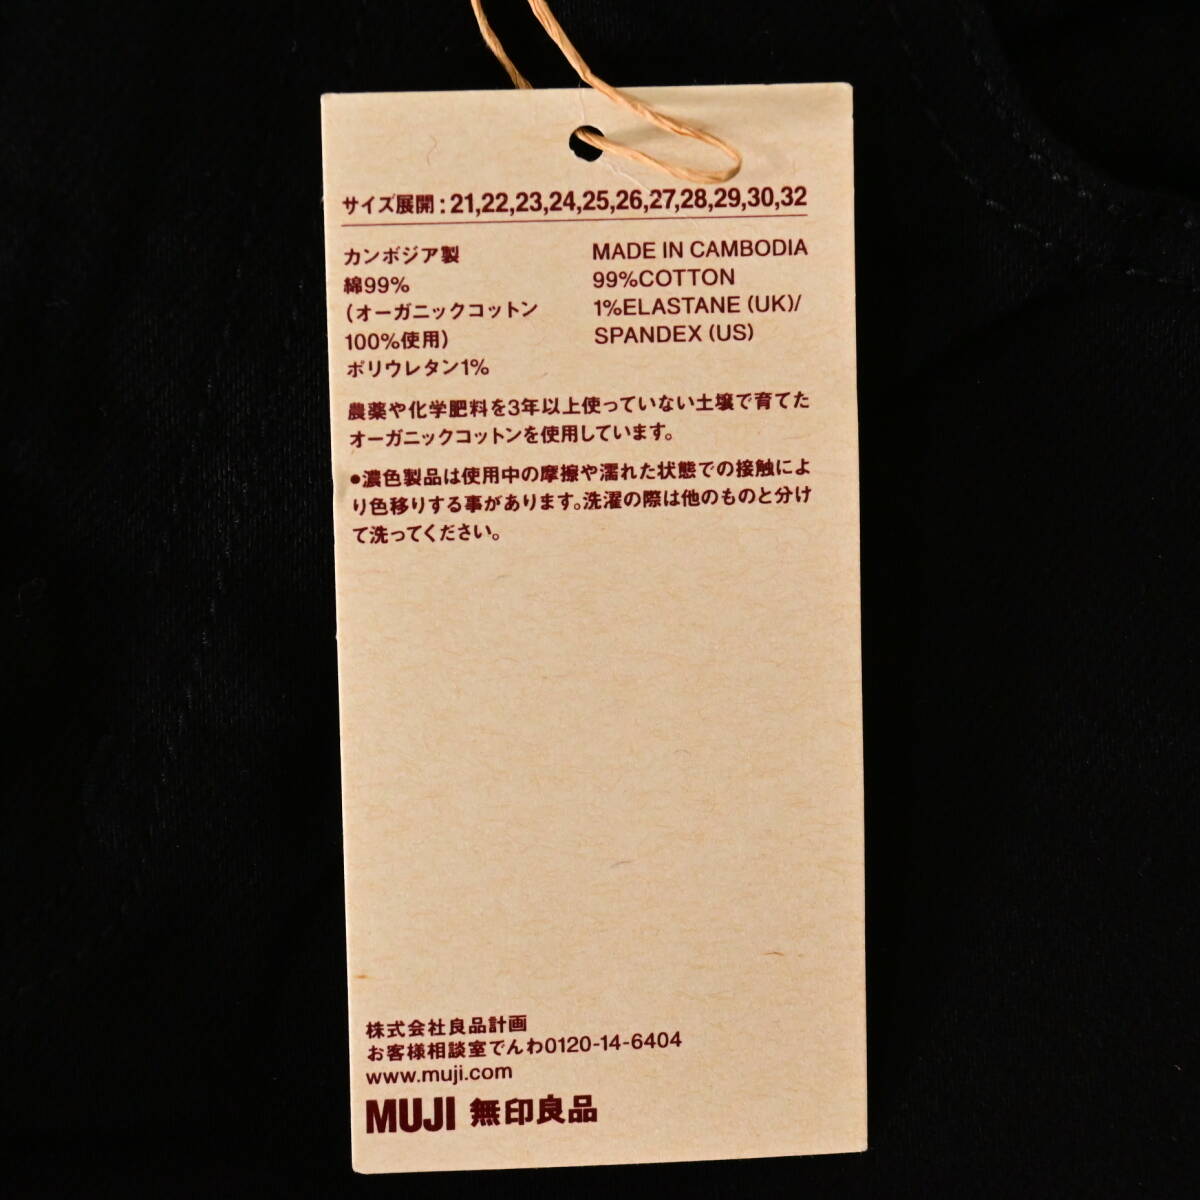 サイズ展開：21,22,23,24,25,26,27,28,29,30,32
カンボジア製
綿99%
(オーガニックコットン
100%使用)
ポリウレタン1%
MADE IN CAMBODIA
99%COTTON
1%ELASTANE (UK)/
SPANDEX (US)
農薬や化学肥料を3年以上使っていない土壌で育てた
オーガニックコットンを使用しています。
●濃色製品は使用中の摩擦や濡れた状態での接触によ
り色移りする事があります。洗濯の際は他のものと分け
て洗ってください。
株式会社良品計画
お客様相談室でんわ0120-14-6404
www.muji.com
MUJI 無印良品